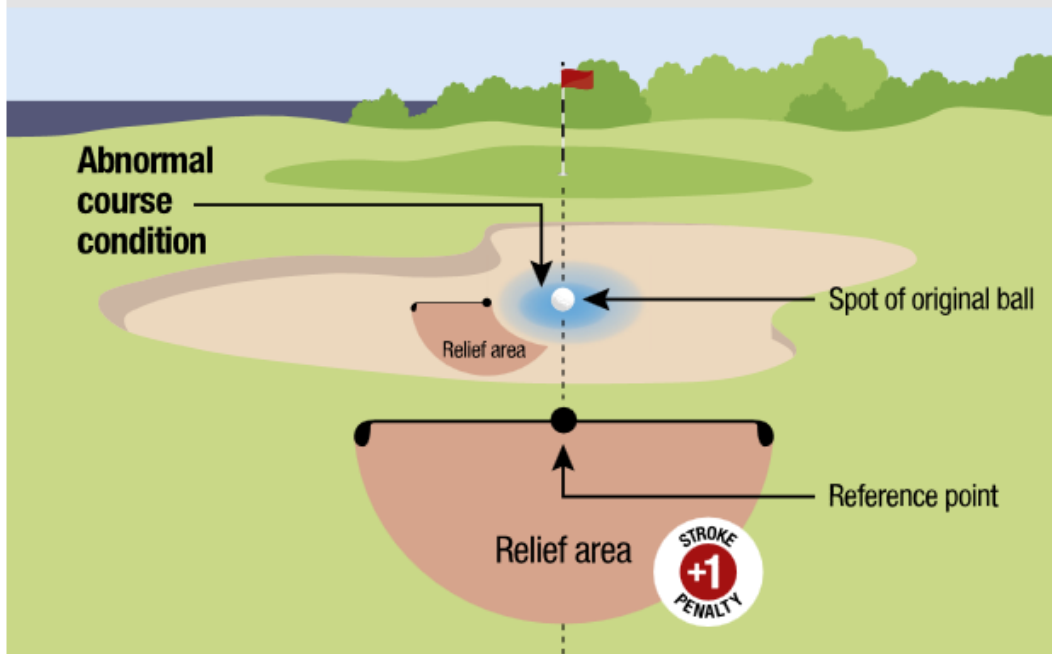 Abnormal
course
condition
Spot of original ball
Relief area
Reference point
Relief area
STROKE
+1
PENALTY